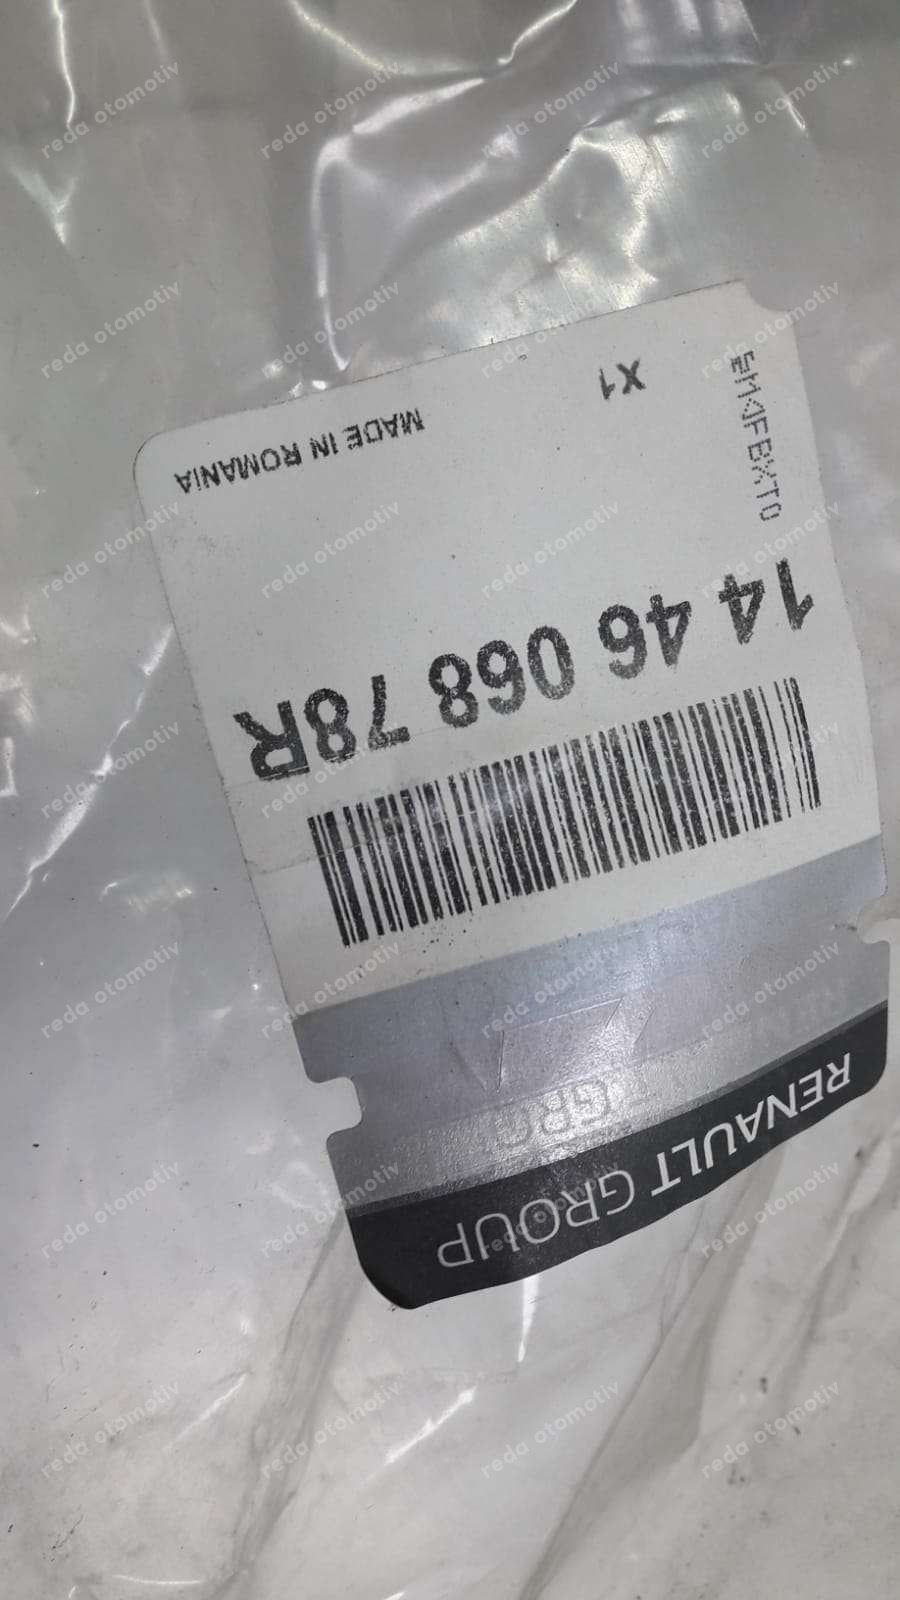 RENAULT GROUP
14 46 068 78R
X1
MADE IN ROMANIA
reda otomotiv